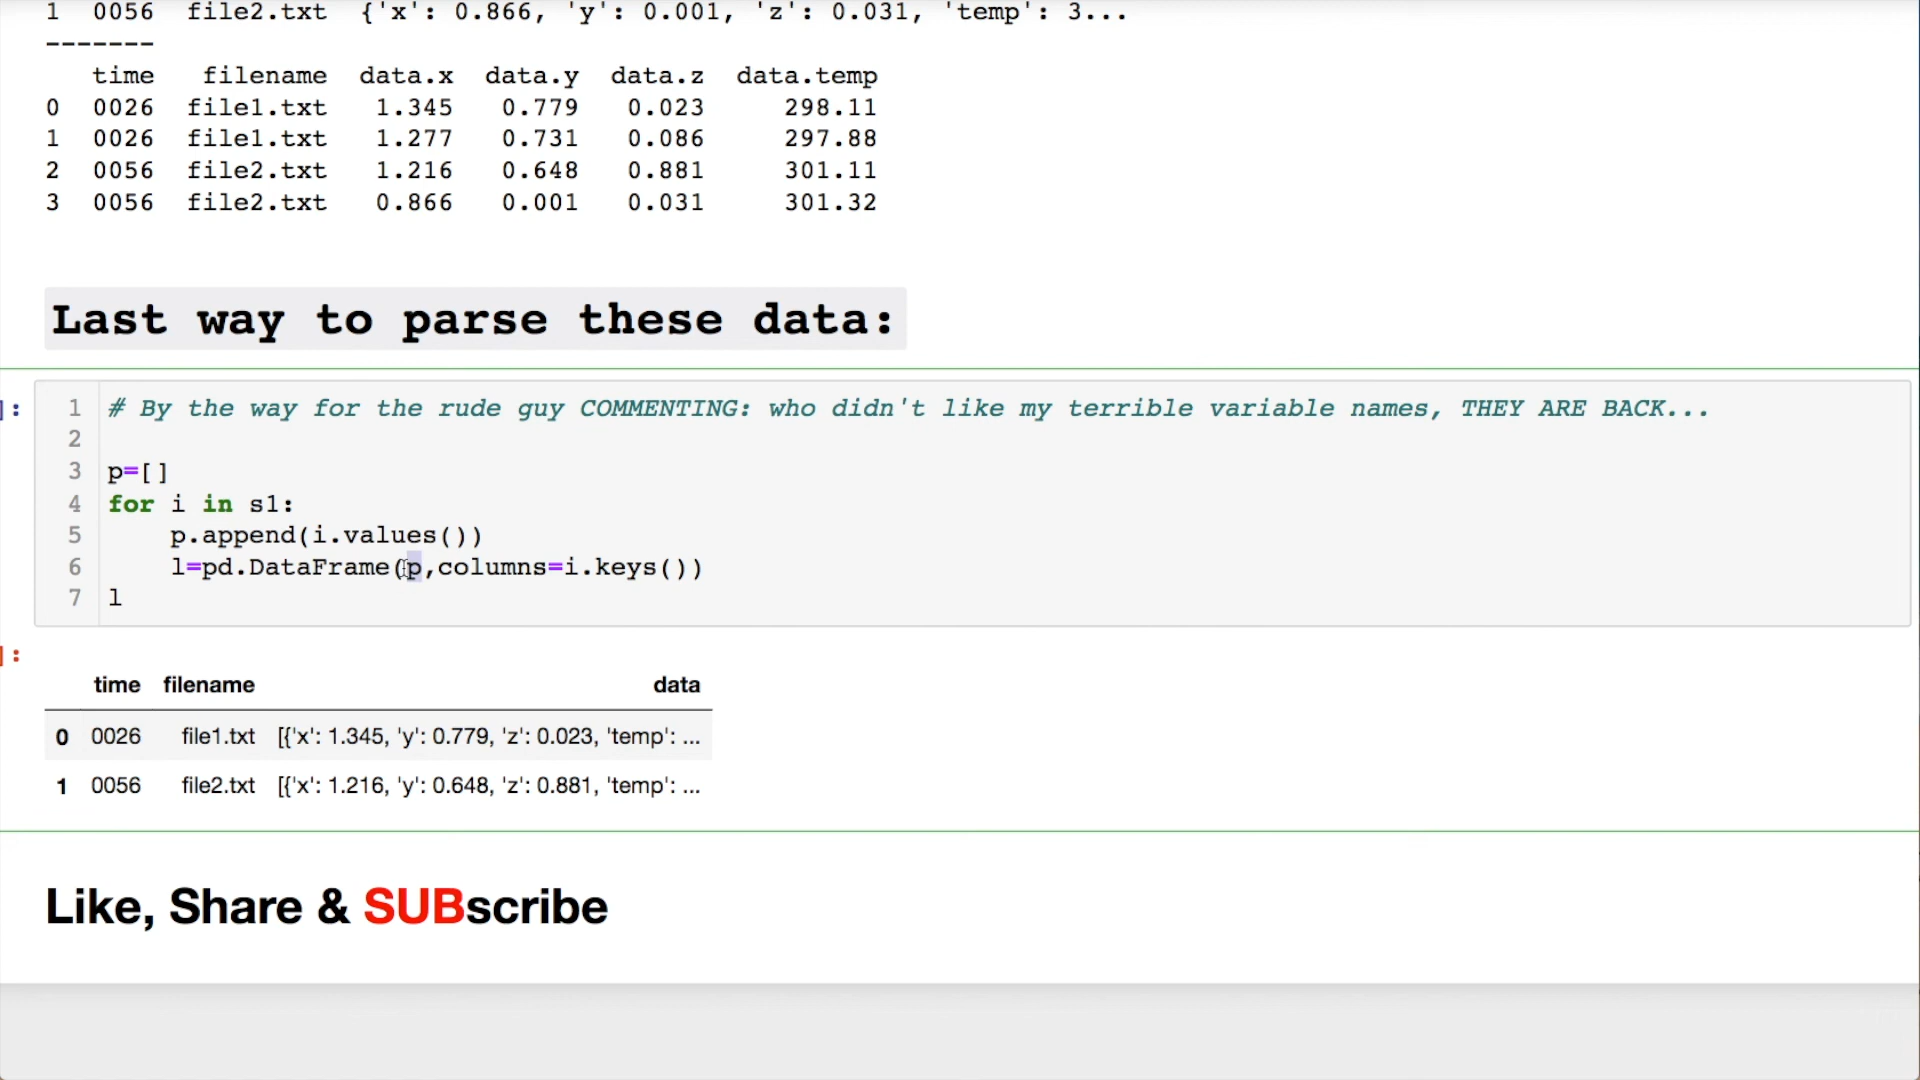 1 0056 file2.txt {'x': 0.866, 'y': 0.001, 'z': 0.031, 'temp': 3...
-------
time filename data.x data.y data.z data.temp
0 0026 file1.txt 1.345 0.779 0.023 298.11
1 0026 file1.txt 1.277 0.731 0.086 297.88
2 0056 file2.txt 1.216 0.648 0.881 301.11
3 0056 file2.txt 0.866 0.001 0.031 301.32
Last way to parse these data:
]:
1 # By the way for the rude guy COMMENTING: who didn't like my terrible variable names, THEY ARE BACK...
2
3 p=[]
4 for i in s1:
5     p.append(i.values())
6     l=pd.DataFrame(p,columns=i.keys())
7 l
]:
time filename data
0 0026 file1.txt [{'x': 1.345, 'y': 0.779, 'z': 0.023, 'temp': ...
1 0056 file2.txt [{'x': 1.216, 'y': 0.648, 'z': 0.881, 'temp': ...
Like, Share & SUBscribe